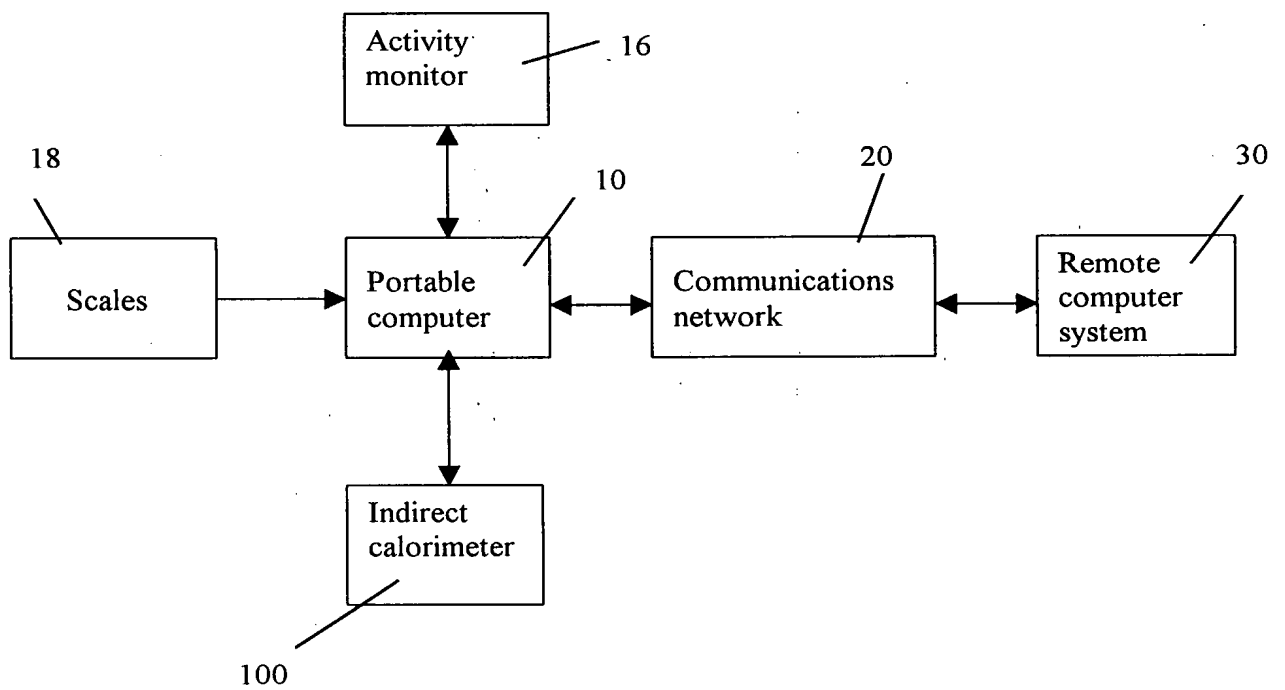 Activity
monitor
16
18
10
20
30
Scales
Portable
computer
Communications
network
Remote
computer
system
Indirect
calorimeter
100